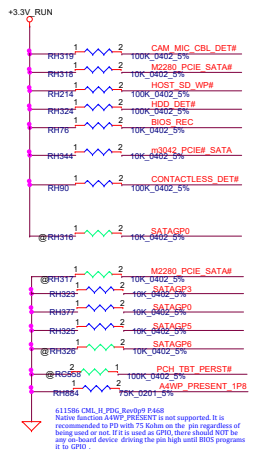 +3.3V_RUN
1 2 CAM_MIC_CBL_DET#
RH319 100K_0402_5%
1 2 M2280_PCIE_SATA#
RH318 10K_0402_5%
1 2 HOST_SD_WP#
RH214 100K_0402_5%
1 2 HDD_DET#
RH324 100K_0402_5%
1 2 BIOS_REC
RH76 10K_0402_5%
1 2 m3042_PCIE#_SATA
RH344 10K_0402_5%
1 2 CONTACTLESS_DET#
RH90 100K_0402_5%
1 2 SATAGP0
@RH316 10K_0402_5%
1 2 M2280_PCIE_SATA#
@RH317 10K_0402_5%
1 2 SATAGP3
RH323 10K_0402_5%
1 2 SATAGP0
RH377 10K_0402_5%
1 2 SATAGP5
RH325 10K_0402_5%
1 2 SATAGP6
@RH326 10K_0402_5%
1 2 PCH_TBT_PERST#
@RC558 100K_0402_5%
1 2 A4WP_PRESENT_1P8
RH884 75K_0201_5%
611586 CML_H_PDG_Rev0p9 P.468
Native function A4WP_PRESENT is not supported. It is
recommended to PD with 75 Kohm on the pin regardless of
being used or not. If it is used as GPIO, there should NOT be
any on-board device driving the pin high until BIOS programs
it to GPIO .